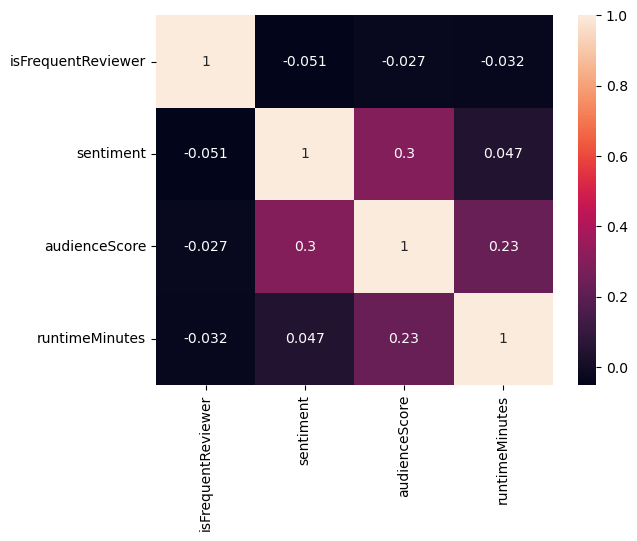 isFrequentReviewer 1 -0.051 -0.027 -0.032
sentiment -0.051 1 0.3 0.047
audienceScore -0.027 0.3 1 0.23
runtimeMinutes -0.032 0.047 0.23 1
isFrequentReviewer
sentiment
audienceScore
runtimeMinutes
1.0
0.8
0.6
0.4
0.2
0.0